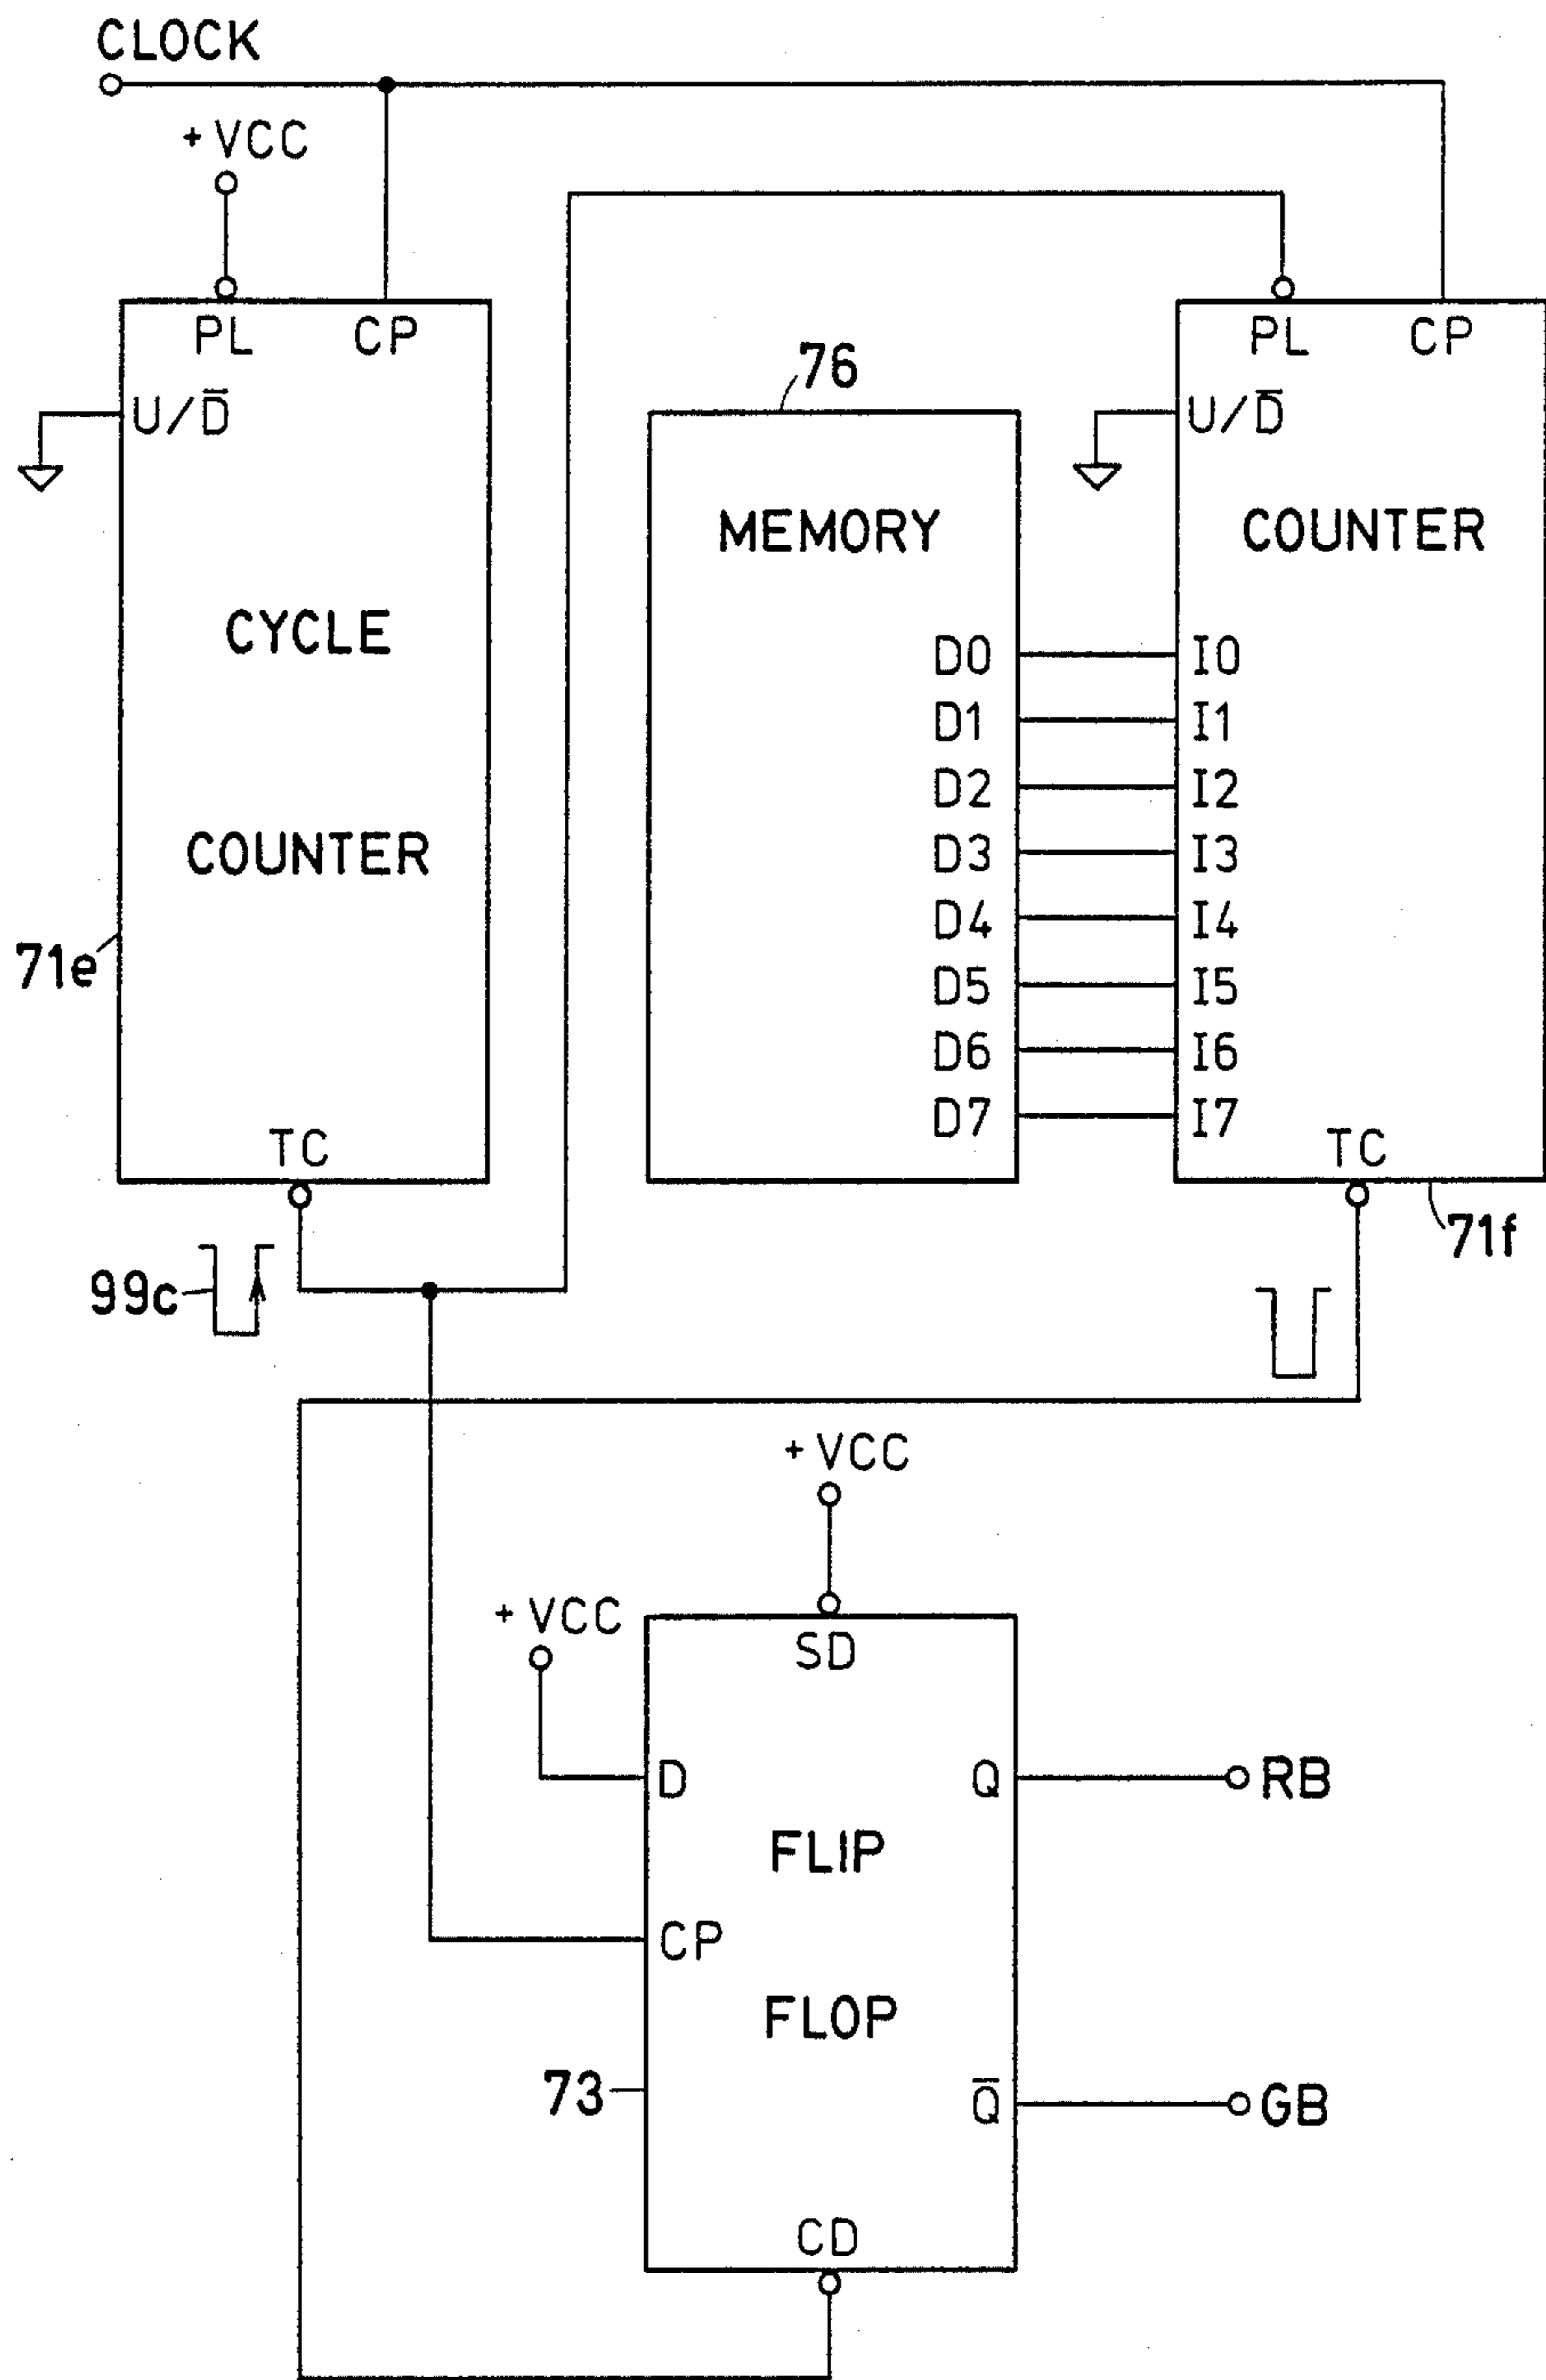 CLOCK
+VCC
PL CP
U/D̅
CYCLE
COUNTER
71e
TC
99c
76
MEMORY
D0
D1
D2
D3
D4
D5
D6
D7
PL CP
U/D̅
COUNTER
I0
I1
I2
I3
I4
I5
I6
I7
TC
71f
+VCC
+VCC
SD
D Q RB
FLIP
CP
FLOP
73
Q̅ GB
CD